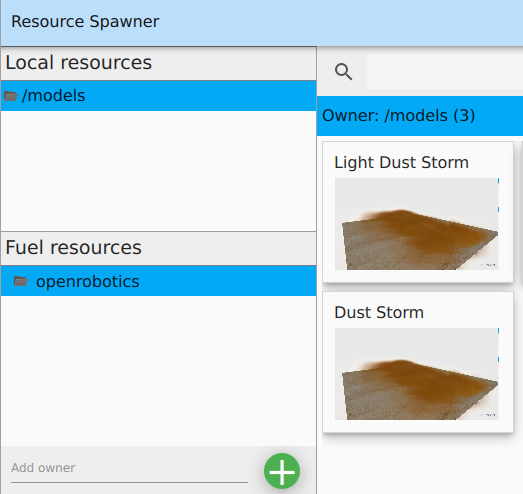 Resource Spawner
Local resources
/models
Fuel resources
openrobotics
Add owner
Owner: /models (3)
Light Dust Storm
Dust Storm